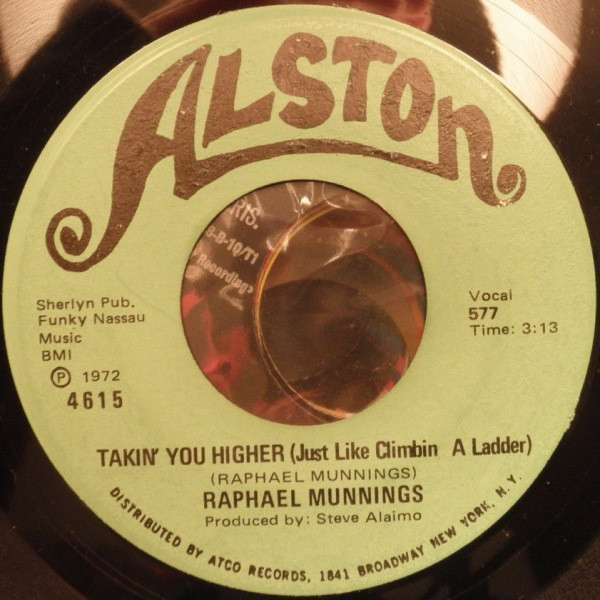 ALSTON
Sherlyn Pub.
Funky Nassau
Music
BMI
Ⓟ 1972
4615
Vocal
577
Time: 3:13
TAKIN' YOU HIGHER (Just Like Climbin A Ladder)
(RAPHAEL MUNNINGS)
RAPHAEL MUNNINGS
Produced by: Steve Alaimo
DISTRIBUTED BY ATCO RECORDS, 1841 BROADWAY NEW YORK, N.Y.